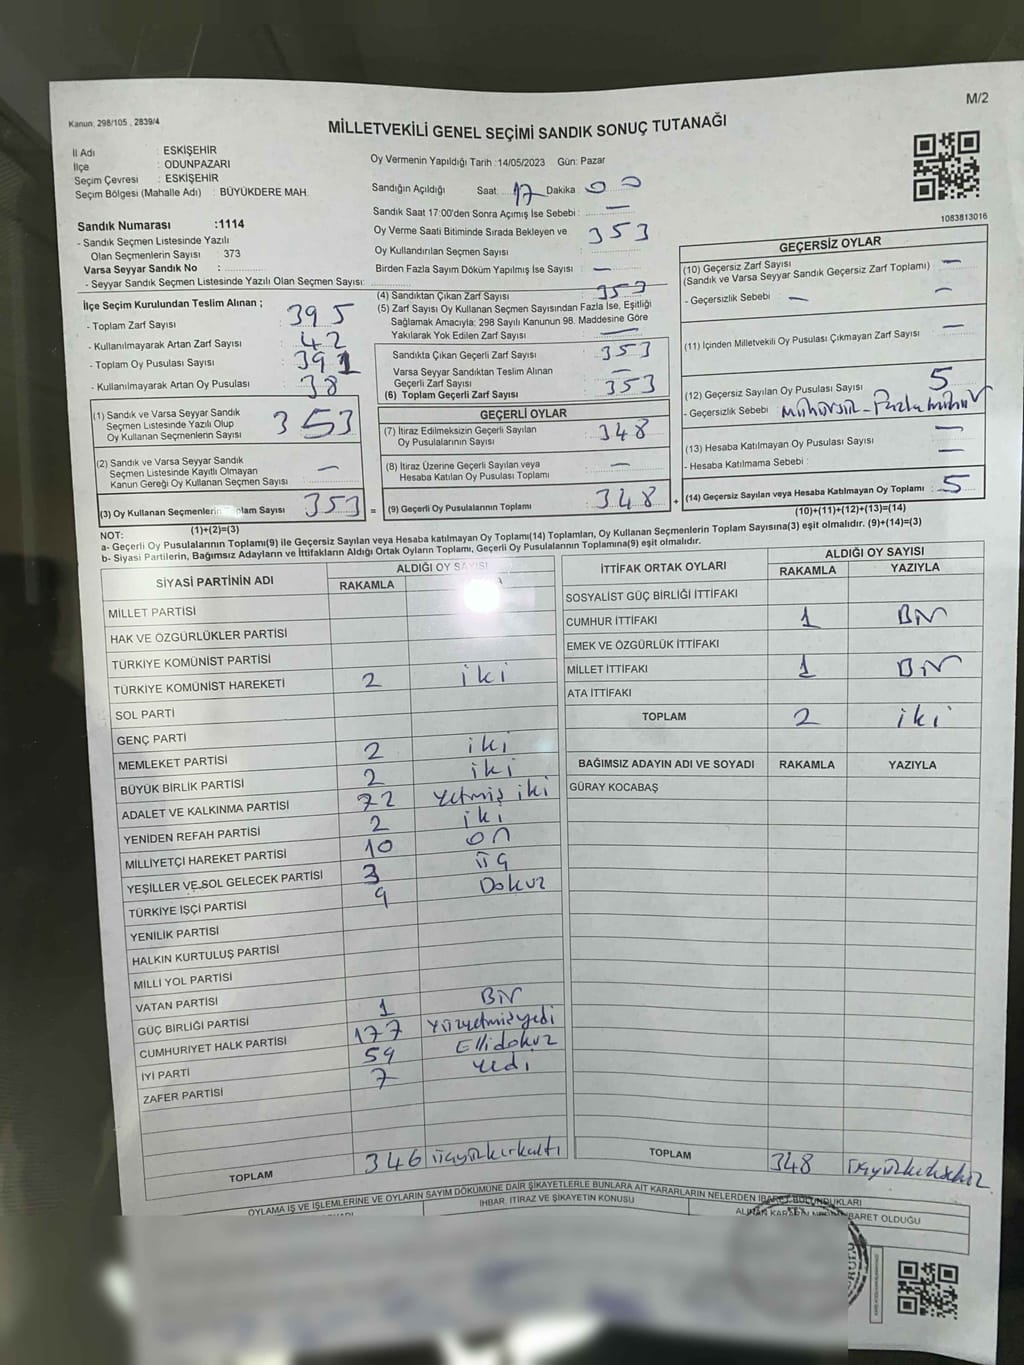 Kanun: 298/105 , 2839/4
M/2
MİLLETVEKİLİ GENEL SEÇİMİ SANDIK SONUÇ TUTANAĞI
İl Adı : ESKİŞEHİR
İlçe : ODUNPAZARI
Seçim Çevresi : ESKİŞEHİR
Seçim Bölgesi (Mahalle Adı) : BÜYÜKDERE MAH.
Oy Vermenin Yapıldığı Tarih :14/05/2023 Gün: Pazar
Sandığın Açıldığı Saat 17 Dakika 00
Sandık Saat 17:00'den Sonra Açımış İse Sebebi : —
Oy Verme Saati Bitiminde Sırada Bekleyen ve
Oy Kullandırılan Seçmen Sayısı : 353
Birden Fazla Sayım Döküm Yapılmış İse Sayısı : —
1083813016
Sandık Numarası :1114
- Sandık Seçmen Listesinde Yazılı
Olan Seçmenlerin Sayısı : 373
Varsa Seyyar Sandık No :
- Seyyar Sandık Seçmen Listesinde Yazılı Olan Seçmen Sayısı:
İlçe Seçim Kurulundan Teslim Alınan ;
- Toplam Zarf Sayısı : 395
- Kullanılmayarak Artan Zarf Sayısı : 42
- Toplam Oy Pusulası Sayısı : 391
- Kullanılmayarak Artan Oy Pusulası : 38
(1) Sandık ve Varsa Seyyar Sandık
Seçmen Listesinde Yazılı Olup
Oy Kullanan Seçmenlerin Sayısı : 353
(2) Sandık ve Varsa Seyyar Sandık
Seçmen Listesinde Kayıtlı Olmayan
Kanun Gereği Oy Kullanan Seçmen Sayısı : —
(3) Oy Kullanan Seçmenlerin Toplam Sayısı : 353
(1)+(2)=(3)
(4) Sandıktan Çıkan Zarf Sayısı : 353
(5) Zarf Sayısı Oy Kullanan Seçmen Sayısından Fazla İse, Eşitliği
Sağlamak Amacıyla; 298 Sayılı Kanunun 98. Maddesine Göre
Yakılarak Yok Edilen Zarf Sayısı : —
Sandıkta Çıkan Geçerli Zarf Sayısı : 353
Varsa Seyyar Sandıktan Teslim Alınan
Geçerli Zarf Sayısı : —
(6) Toplam Geçerli Zarf Sayısı : 353
GEÇERLİ OYLAR
(7) İtiraz Edilmeksizin Geçerli Sayılan
Oy Pusulalarının Sayısı : 348
(8) İtiraz Üzerine Geçerli Sayılan veya
Hesaba Katılan Oy Pusulası Toplamı : —
= (9) Geçerli Oy Pusulalarının Toplamı : 348 +
GEÇERSİZ OYLAR
(10) Geçersiz Zarf Sayısı : —
(Sandık ve Varsa Seyyar Sandık Geçersiz Zarf Toplamı)
- Geçersizlik Sebebi : —
(11) İçinden Milletvekili Oy Pusulası Çıkmayan Zarf Sayısı : —
(12) Geçersiz Sayılan Oy Pusulası Sayısı : 5
- Geçersizlik Sebebi : mühürsüz - Fazla mühür
(13) Hesaba Katılmayan Oy Pusulası Sayısı : —
- Hesaba Katılmama Sebebi : —
(14) Geçersiz Sayılan veya Hesaba Katılmayan Oy Toplamı : 5
(10)+(11)+(12)+(13)=(14)
NOT:
a- Geçerli Oy Pusulalarının Toplamı(9) ile Geçersiz Sayılan veya Hesaba katılmayan Oy Toplamı(14) Toplamları, Oy Kullanan Seçmenlerin Toplam Sayısına(3) eşit olmalıdır. (9)+(14)=(3)
b- Siyasi Partilerin, Bağımsız Adayların ve İttifakların Aldığı Ortak Oyların Toplamı, Geçerli Oy Pusulalarının Toplamına(9) eşit olmalıdır.
SİYASİ PARTİNİN ADI ALDIĞI OY SAYISI
RAKAMLA
MİLLET PARTİSİ
HAK VE ÖZGÜRLÜKLER PARTİSİ
TÜRKİYE KOMÜNİST PARTİSİ
TÜRKİYE KOMÜNİST HAREKETİ 2 iki
SOL PARTİ
GENÇ PARTİ
MEMLEKET PARTİSİ 2 iki
BÜYÜK BİRLİK PARTİSİ 2 iki
ADALET VE KALKINMA PARTİSİ 72 Yetmiş iki
YENİDEN REFAH PARTİSİ 2 iki
MİLLİYETÇİ HAREKET PARTİSİ 10 on
YEŞİLLER VE SOL GELECEK PARTİSİ 3 üç
TÜRKİYE İŞÇİ PARTİSİ 9 Dokuz
YENİLİK PARTİSİ
HALKIN KURTULUŞ PARTİSİ
MİLLİ YOL PARTİSİ
VATAN PARTİSİ
GÜÇ BİRLİĞİ PARTİSİ 1 Bir
CUMHURİYET HALK PARTİSİ 177 Yüzyetmişyedi
İYİ PARTİ 59 Ellidokuz
ZAFER PARTİSİ 7 Yedi
TOPLAM 346 üçyüzkırkaltı
İTTİFAK ORTAK OYLARI ALDIĞI OY SAYISI
RAKAMLA YAZIYLA
SOSYALİST GÜÇ BİRLİĞİ İTTİFAKI
CUMHUR İTTİFAKI 1 Bir
EMEK VE ÖZGÜRLÜK İTTİFAKI
MİLLET İTTİFAKI 1 Bir
ATA İTTİFAKI
TOPLAM 2 iki
BAĞIMSIZ ADAYIN ADI VE SOYADI RAKAMLA YAZIYLA
GÜRAY KOCABAŞ
TOPLAM 348 üçyüzkırksekiz
OYLAMA İŞ VE İŞLEMLERİNE VE OYLARIN SAYIM DÖKÜMÜNE DAİR ŞİKAYETLERLE BUNLARA AİT KARARLARIN NELERDEN İBARET BULUNDUKLARI
İHBAR, İTİRAZ VE ŞİKAYETİN KONUSU
ALINAN KARARIN İBARET OLDUĞU